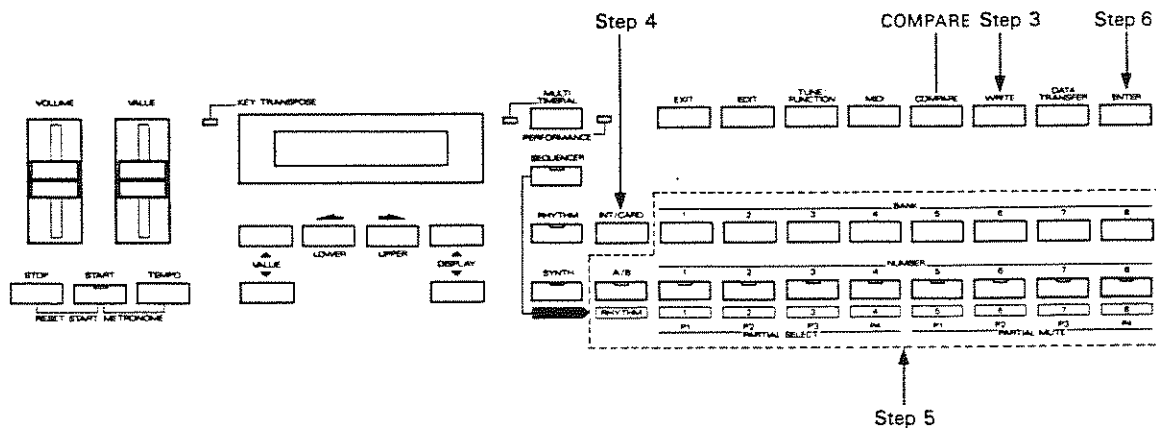 Step 4
COMPARE Step 3
Step 6
VOLUME
VALUE
KEY TRANSPOSE
MULTI
TIMBRAL
PERFORMANCE
EXIT
EDIT
TUNE
FUNCTION
MIDI
COMPARE
WRITE
DATA
TRANSFER
ENTER
SEQUENCER
RHYTHM
INT/CARD
BANK
1 2 3 4 5 6 7 8
VALUE
LOWER
UPPER
DISPLAY
STOP
START
TEMPO
RESET START
METRONOME
SYNTH
A/B
NUMBER
1 2 3 4 5 6 7 8
RHYTHM
1 2 3 4 5 6 7 8
P1 P2 P3 P4 P1 P2 P3 P4
PARTIAL SELECT
PARTIAL MUTE
Step 5